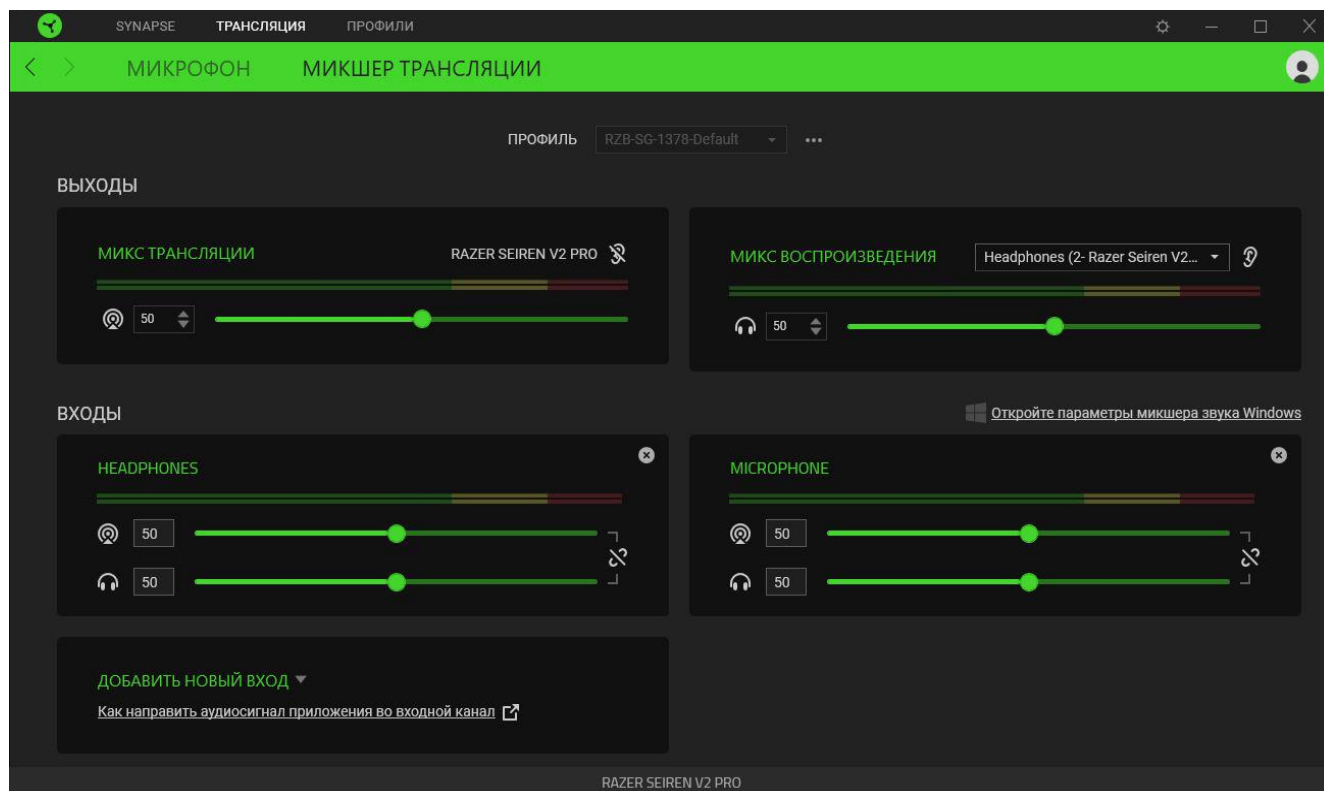 SYNAPSE ТРАНСЛЯЦИЯ ПРОФИЛИ
МИКРОФОН МИКШЕР ТРАНСЛЯЦИИ
ПРОФИЛЬ RZB-SG-1378-Default
ВЫХОДЫ
МИКС ТРАНСЛЯЦИИ RAZER SEIREN V2 PRO
50
МИКС ВОСПРОИЗВЕДЕНИЯ Headphones (2- Razer Seiren V2...
50
ВХОДЫ
Откройте параметры микшера звука Windows
HEADPHONES
50
50
MICROPHONE
50
50
ДОБАВИТЬ НОВЫЙ ВХОД
Как направить аудиосигнал приложения во входной канал
RAZER SEIREN V2 PRO